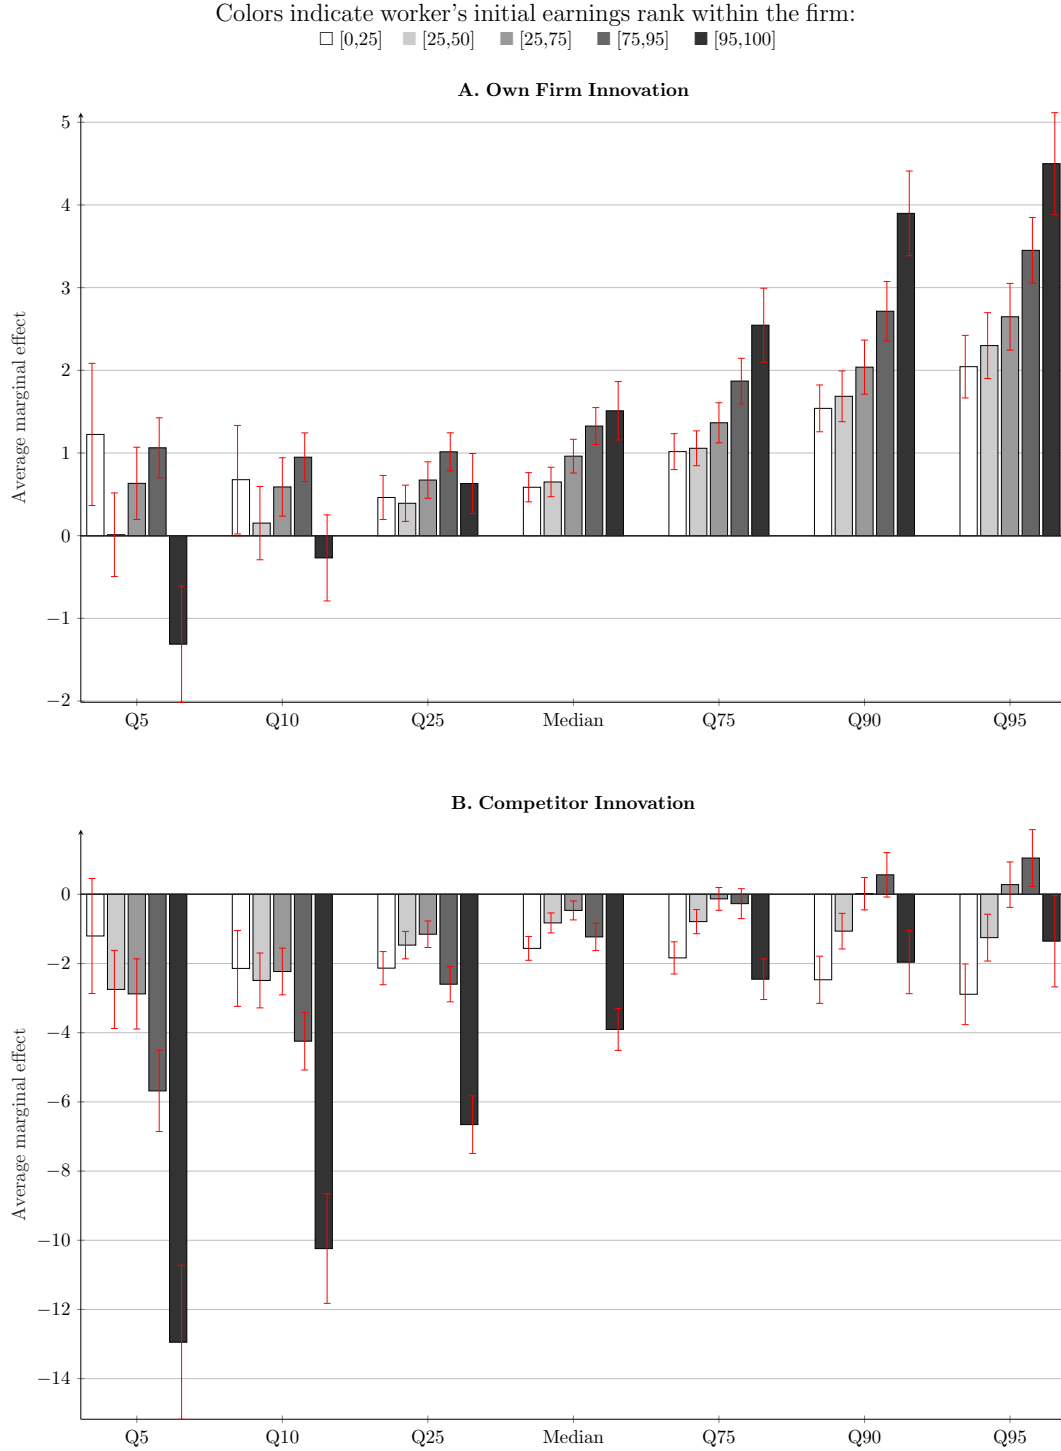 Colors indicate worker's initial earnings rank within the firm:
[0,25] [25,50] [25,75] [75,95] [95,100]
A. Own Firm Innovation
Average marginal effect
5
4
3
2
1
0
−1
−2
Q5 Q10 Q25 Median Q75 Q90 Q95
B. Competitor Innovation
Average marginal effect
0
−2
−4
−6
−8
−10
−12
−14
Q5 Q10 Q25 Median Q75 Q90 Q95